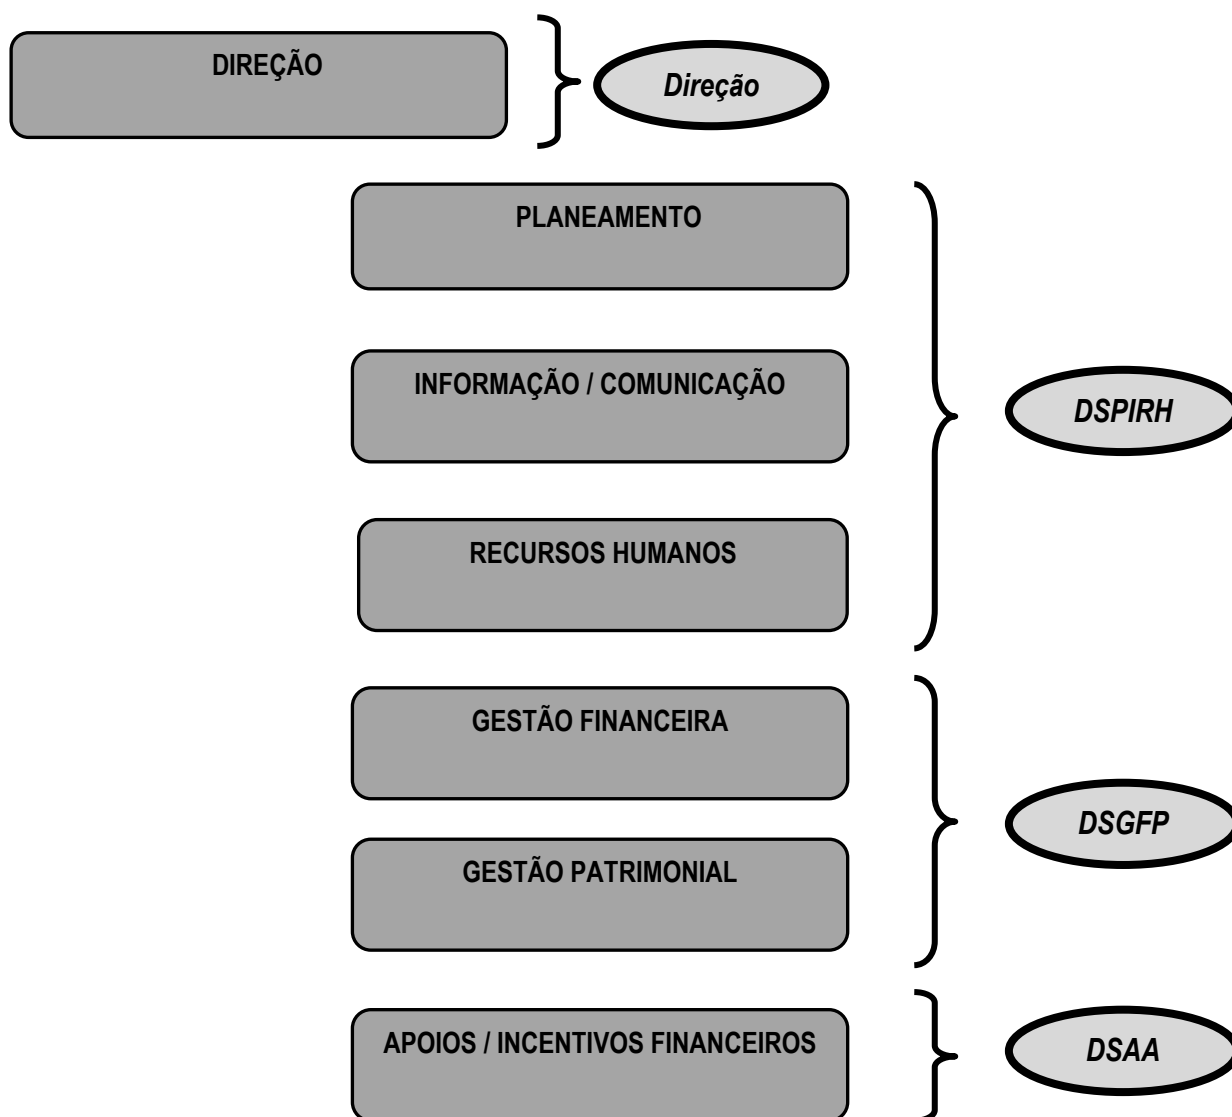 DIREÇÃO
Direção
PLANEAMENTO
INFORMAÇÃO / COMUNICAÇÃO
DSPIRH
RECURSOS HUMANOS
GESTÃO FINANCEIRA
DSGFP
GESTÃO PATRIMONIAL
APOIOS / INCENTIVOS FINANCEIROS
DSAA